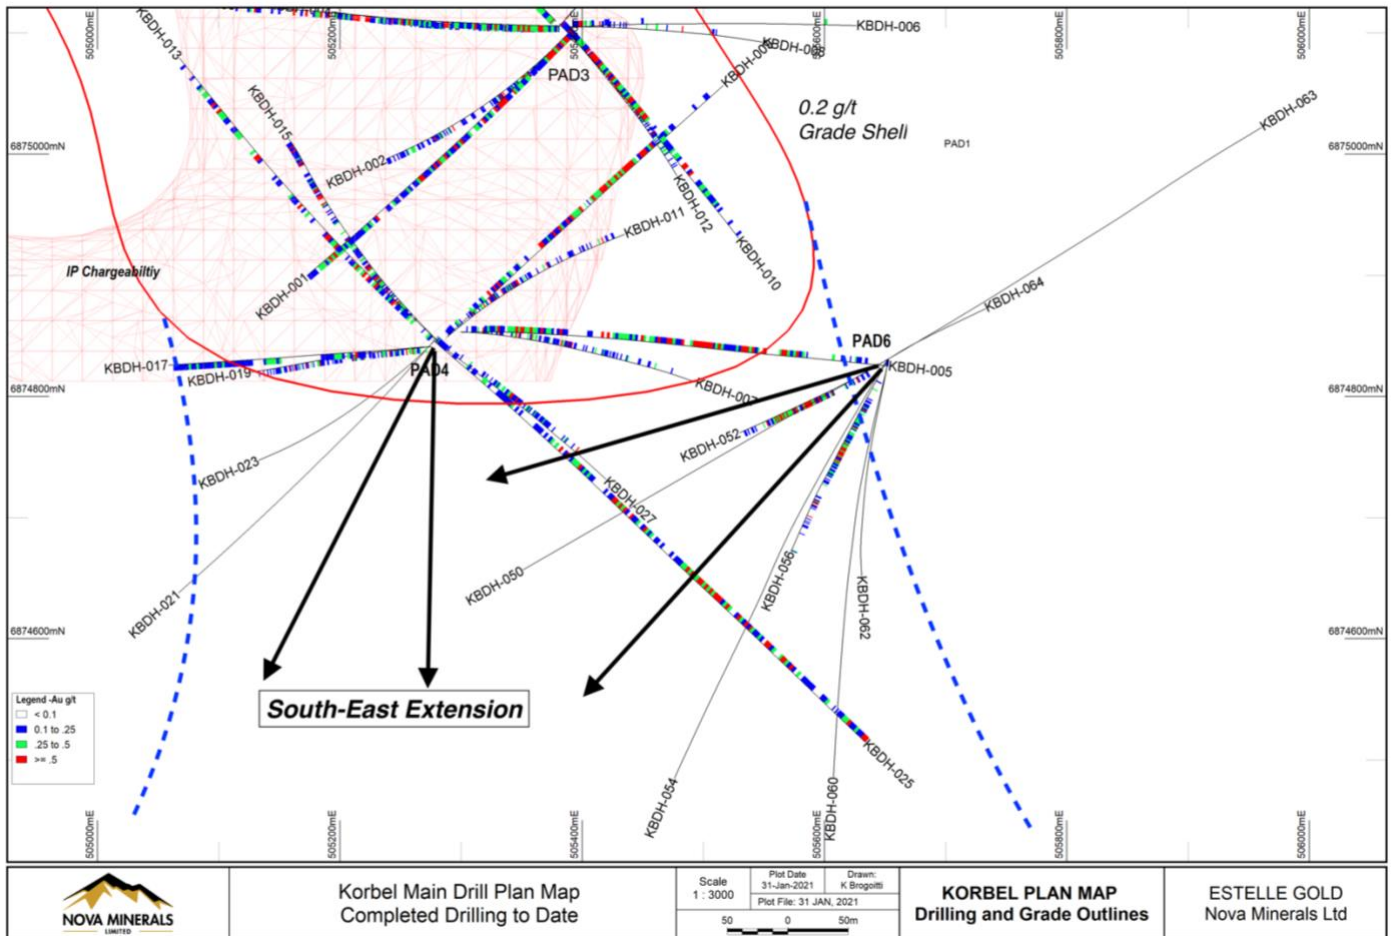 505000mE
505200mE
505600mE
505800mE
506000mE
KBDH-013
KBDH-006
KBDH-008
PAD3
KBDH-015
0.2 g/t
Grade Shell
KBDH-063
PAD1
6875000mN
6875000mN
KBDH-002
KBDH-012
KBDH-011
KBDH-010
IP Chargeabiltiy
KBDH-001
KBDH-064
PAD6
KBDH-017
KBDH-019
PAD4
KBDH-005
6874800mN
6874800mN
KBDH-007
KBDH-052
KBDH-023
KBDH-027
KBDH-050
KBDH-056
KBDH-062
KBDH-021
6874600mN
6874600mN
South-East Extension
Legend -Au g/t
< 0.1
0.1 to .25
.25 to .5
>= .5
KBDH-025
KBDH-054
KBDH-060
505000mE
505200mE
505400mE
505600mE
505800mE
506000mE
NOVA MINERALS
LIMITED
Korbel Main Drill Plan Map
Completed Drilling to Date
Scale
1 : 3000
Plot Date
31-Jan-2021
Drawn:
K Brogoitti
Plot File: 31 JAN, 2021
50 0 50m
KORBEL PLAN MAP
Drilling and Grade Outlines
ESTELLE GOLD
Nova Minerals Ltd